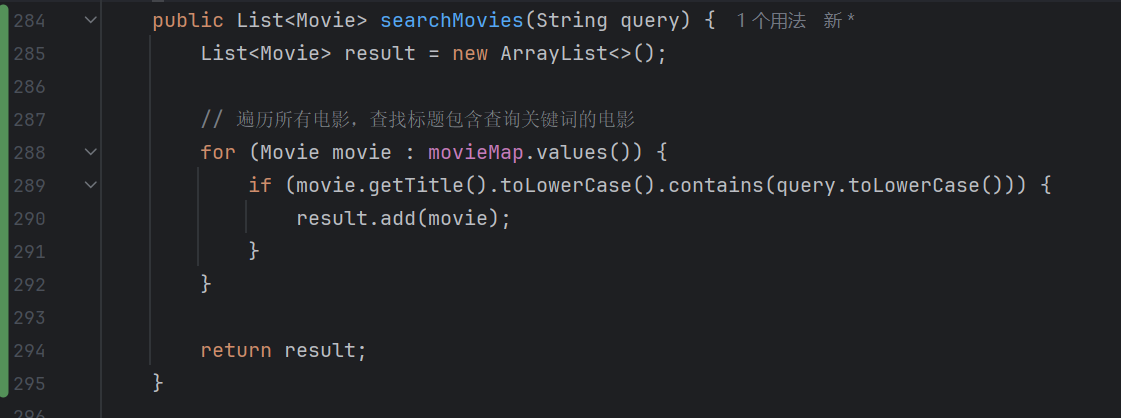 284 public List<Movie> searchMovies(String query) { 1个用法 新 *
285 List<Movie> result = new ArrayList<>();
286
287 // 遍历所有电影，查找标题包含查询关键词的电影
288 for (Movie movie : movieMap.values()) {
289 if (movie.getTitle().toLowerCase().contains(query.toLowerCase())) {
290 result.add(movie);
291 }
292 }
293
294 return result;
295 }
296